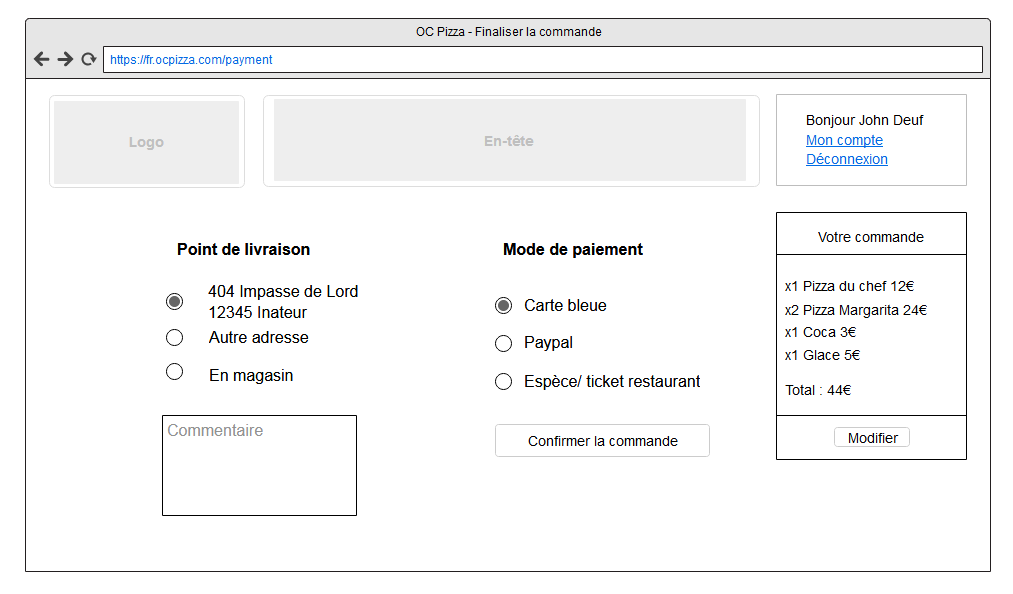 OC Pizza - Finaliser la commande
https://fr.ocpizza.com/payment
Logo
En-tête
Bonjour John Deuf
Mon compte
Déconnexion
Point de livraison
404 Impasse de Lord
12345 Inateur
Autre adresse
En magasin
Commentaire
Mode de paiement
Carte bleue
Paypal
Espèce/ ticket restaurant
Confirmer la commande
Votre commande
x1 Pizza du chef 12€
x2 Pizza Margarita 24€
x1 Coca 3€
x1 Glace 5€
Total : 44€
Modifier